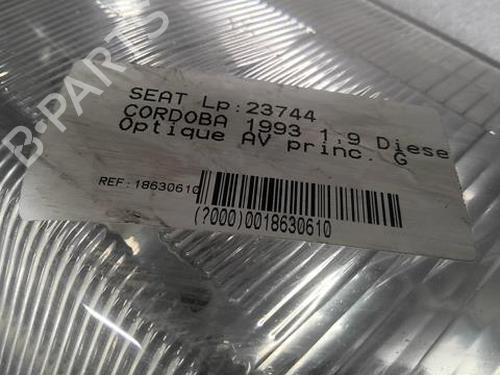 B-PARTS
SEAT Lp:23744
CORDOBA 1993 1,9 Diese
Optique AV princ. G
REF:18630610
(?000)0018630610